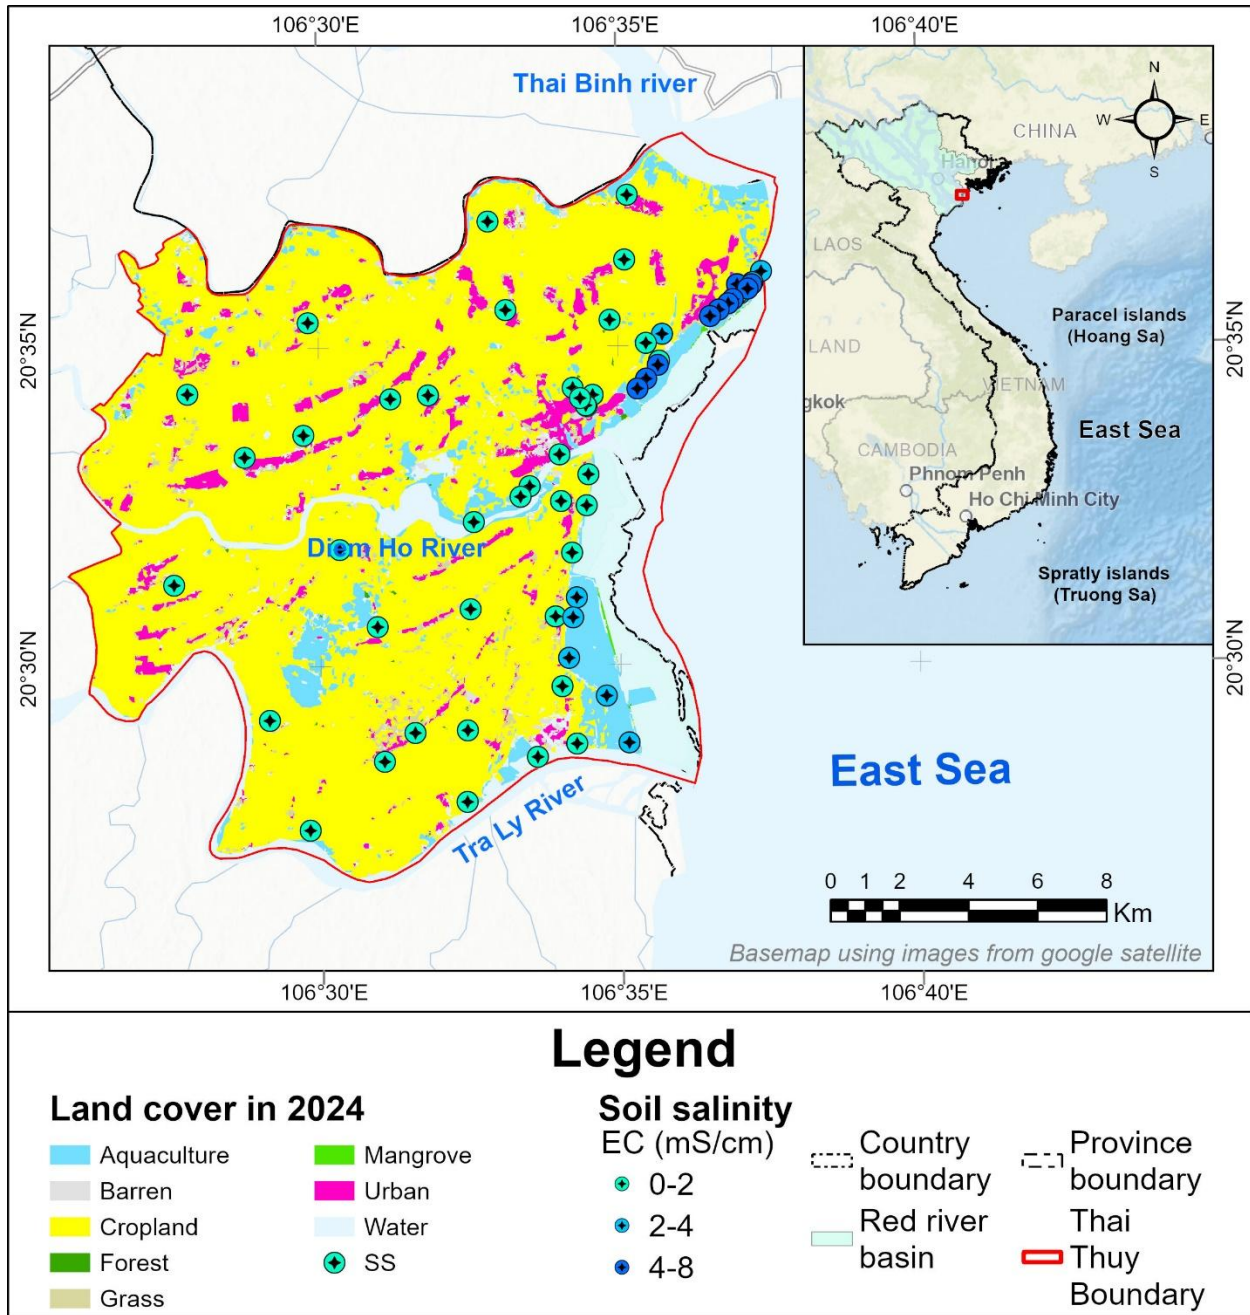 106°30'E
106°35'E
106°40'E
Thai Binh river
N
W
E
S
CHINA
Hanoi
LAOS
20°35'N
20°35'N
Paracel islands
(Hoang Sa)
LAND
VIETNAM
gkok
East Sea
CAMBODIA
Phnom Penh
Ho Chi Minh City
Diem Ho River
Spratly islands
(Truong Sa)
20°30'N
20°30'N
East Sea
Tra Ly River
0 1 2 4 6 8
Km
Basemap using images from google satellite
106°30'E
106°35'E
106°40'E
Legend
Land cover in 2024
Aquaculture
Barren
Cropland
Forest
Grass
Mangrove
Urban
Water
SS
Soil salinity
EC (mS/cm)
0-2
2-4
4-8
Country
boundary
Red river
basin
Province
boundary
Thai
Thuy
Boundary